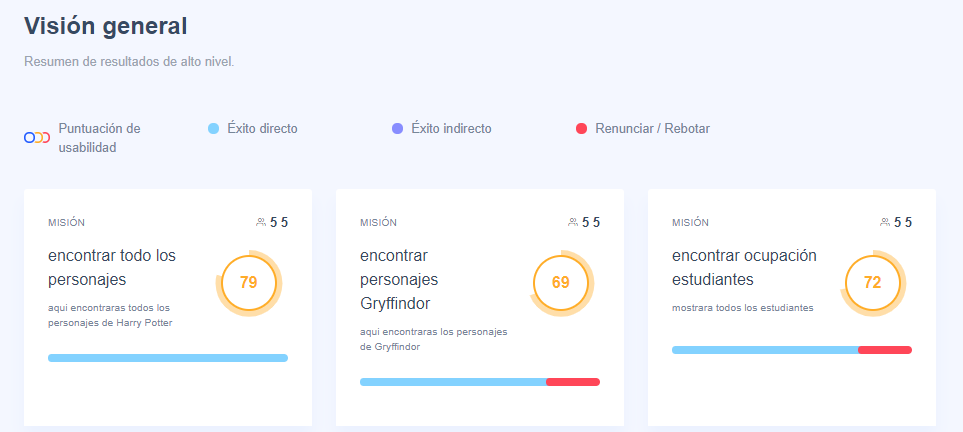 Visión general
Resumen de resultados de alto nivel.
Puntuación de
usabilidad
Éxito directo
Éxito indirecto
Renunciar / Rebotar
MISIÓN
5 5
encontrar todo los
personajes
79
aqui encontraras todos los
personajes de Harry Potter
MISIÓN
5 5
encontrar
personajes
Gryffindor
69
aqui encontraras los personajes
de Gryffindor
MISIÓN
5 5
encontrar ocupación
estudiantes
72
mostrara todos los estudiantes